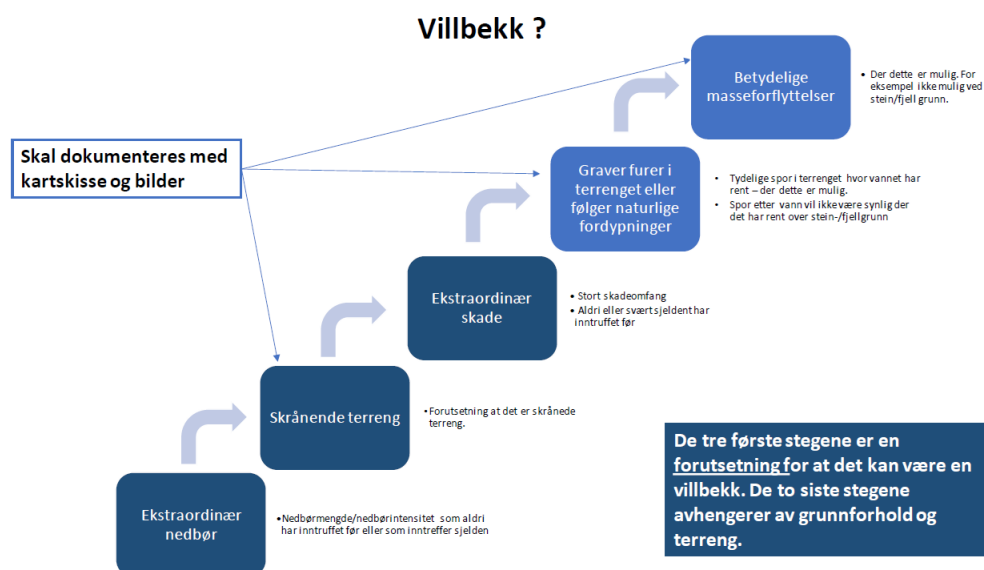 Villbekk ?
Betydelige
masseforflyttelser
• Der dette er mulig. For
eksempel ikke mulig ved
stein/fjell grunn.
Skal dokumenteres med
kartskisse og bilder
Graver furer i
terrenget eller
følger naturlige
fordypninger
• Tydelige spor i terrenget hvor vannet har
rent – der dette er mulig.
• Spor etter vann vil ikke være synlig der
det har rent over stein-/fjellgrunn
Ekstraordinær
skade
• Stort skadeomfang
• Aldri eller svært sjeldent har
inntruffet før
Skrånende terreng
• Forutsetning at det er skrånede
terreng.
Ekstraordinær
nedbør
• Nedbørmengde/nedbørintensitet som aldri
har inntruffet før eller som inntreffer sjelden
De tre første stegene er en
forutsetning for at det kan være en
villbekk. De to siste stegene
avhengerer av grunnforhold og
terreng.